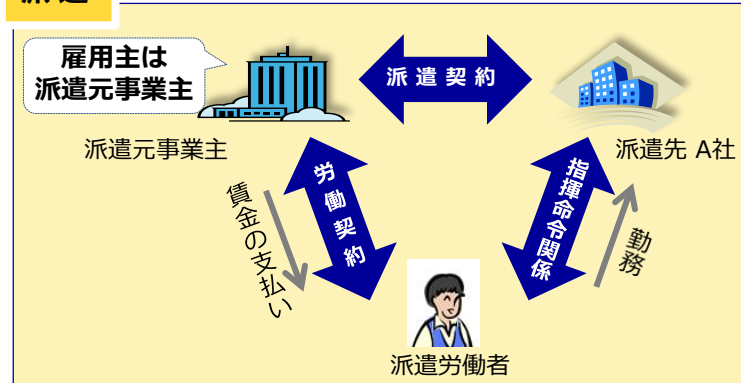 派遣
雇用主は
派遣元事業主
派遣契約
派遣元事業主
派遣先 A社
労働契約
指揮命令関係
賃金の支払い
勤務
派遣労働者